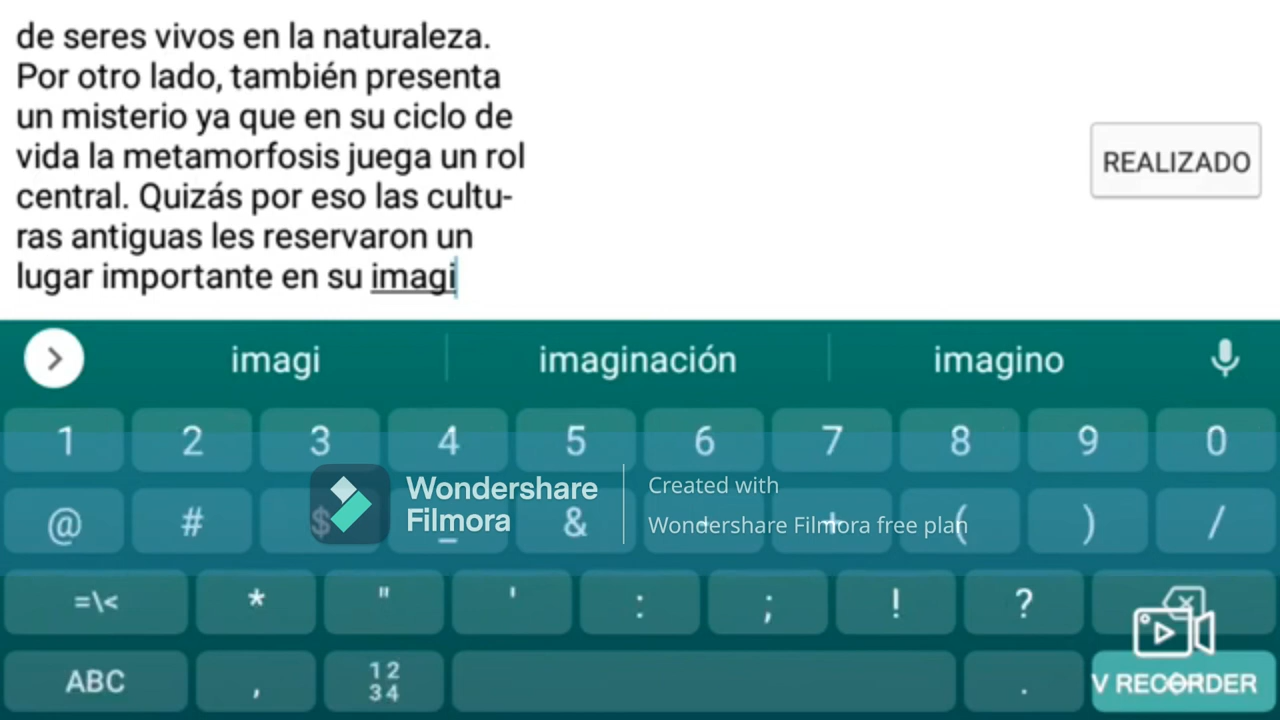 de seres vivos en la naturaleza.
Por otro lado, también presenta
un misterio ya que en su ciclo de
vida la metamorfosis juega un rol
central. Quizás por eso las cultu-
ras antiguas les reservaron un
lugar importante en su imagi
REALIZADO
imagi imaginación imagino
1 2 3 4 5 6 7 8 9 0
@ # $ _ & - + ( ) /
Wondershare
Filmora
Created with
Wondershare Filmora free plan
=\< * " ' : ; ! ?
ABC , 12 .
34
V RECORDER